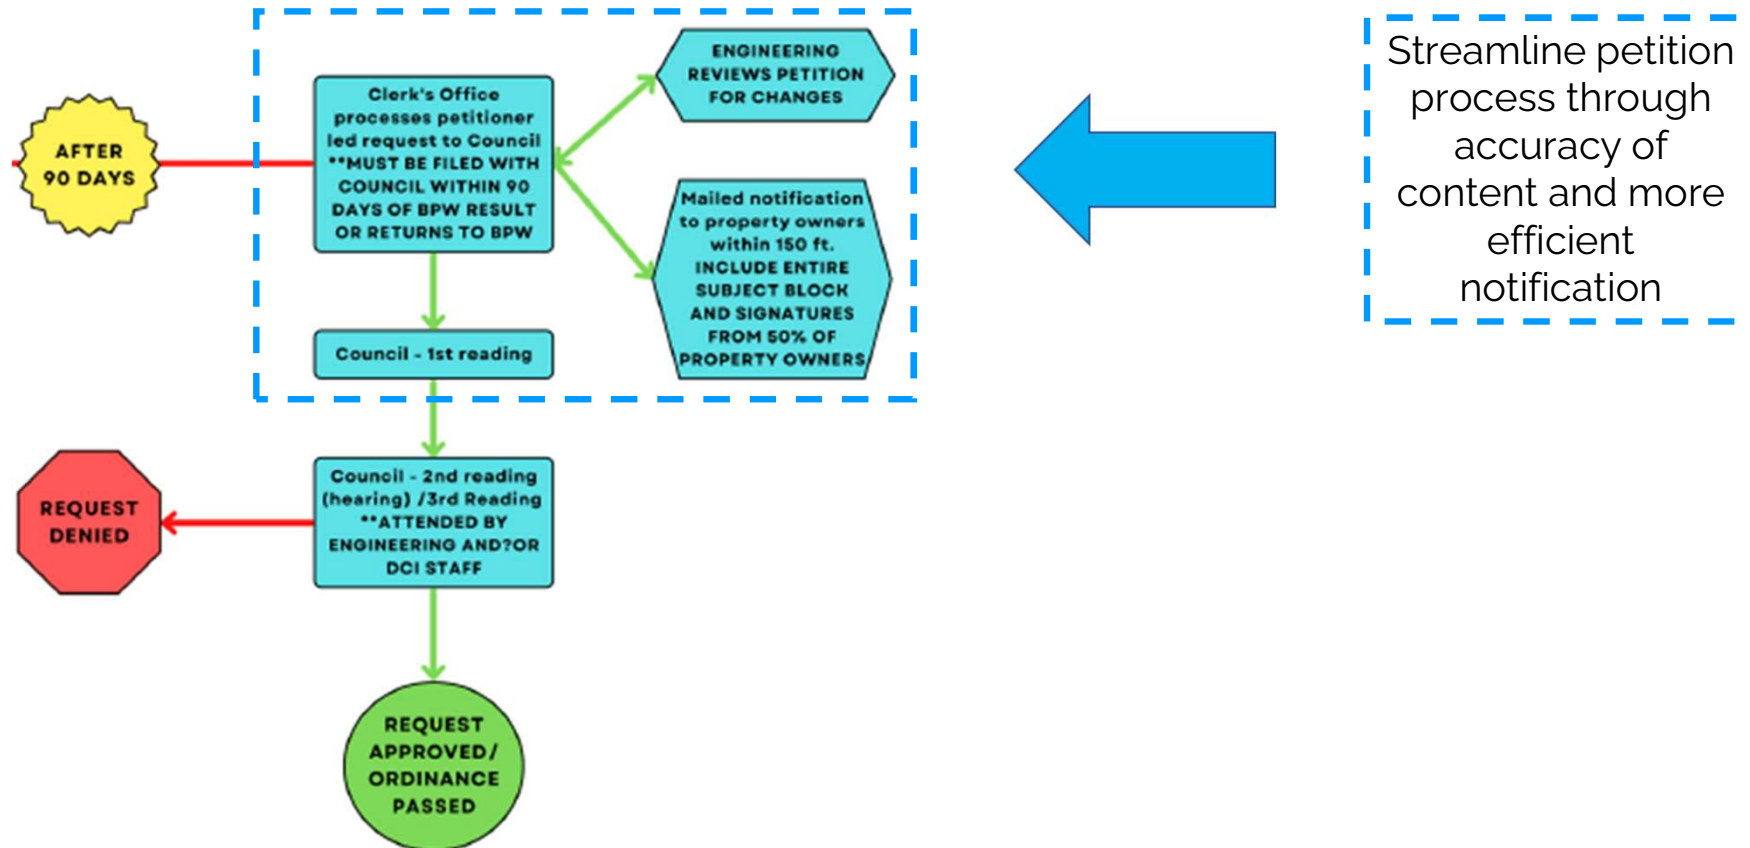 AFTER
90 DAYS
Clerk's Office
processes petitioner
led request to Council
**MUST BE FILED WITH
COUNCIL WITHIN 90
DAYS OF BPW RESULT
OR RETURNS TO BPW
ENGINEERING
REVIEWS PETITION
FOR CHANGES
Mailed notification
to property owners
within 150 ft.
INCLUDE ENTIRE
SUBJECT BLOCK
AND SIGNATURES
FROM 50% OF
PROPERTY OWNERS
Council - 1st reading
Council - 2nd reading
(hearing) /3rd Reading
**ATTENDED BY
ENGINEERING AND?OR
DCI STAFF
REQUEST
DENIED
REQUEST
APPROVED/
ORDINANCE
PASSED
Streamline petition
process through
accuracy of
content and more
efficient
notification